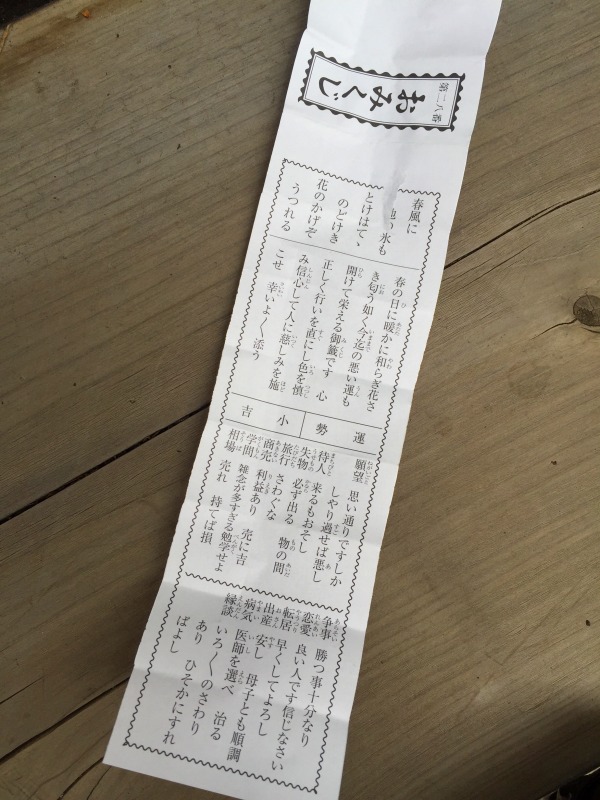 第二八番
おみくじ
春風に
氷も
とけはてゝ
のどけき
花のかげぞ
うつれる
春の日に暖かに和らぎ花さ
き匂う如く今迄の悪い運も
開けて栄える御籤です 心
正しく行いを直にし色を慎
み信心して人に慈しみを施
こせ 幸いよく〳〵添う
運勢 小吉
願望 思い通りですしか
しやり過せば悪し
待人 来るもおそし
失物 必ず出る 物の間
旅行 さわぐな
商売 利益あり 売に吉
学問 雑念が多すぎる勉学せよ
相場 売れ 持てば損
争事 勝つ事十分なり
恋愛 良い人です信じなさい
転居 早くしてよろし
出産 安し 母子とも順調
病気 医師を選べ 治る
縁談 いろ〳〵のさわり
あり ひそかにすれ
ばよし